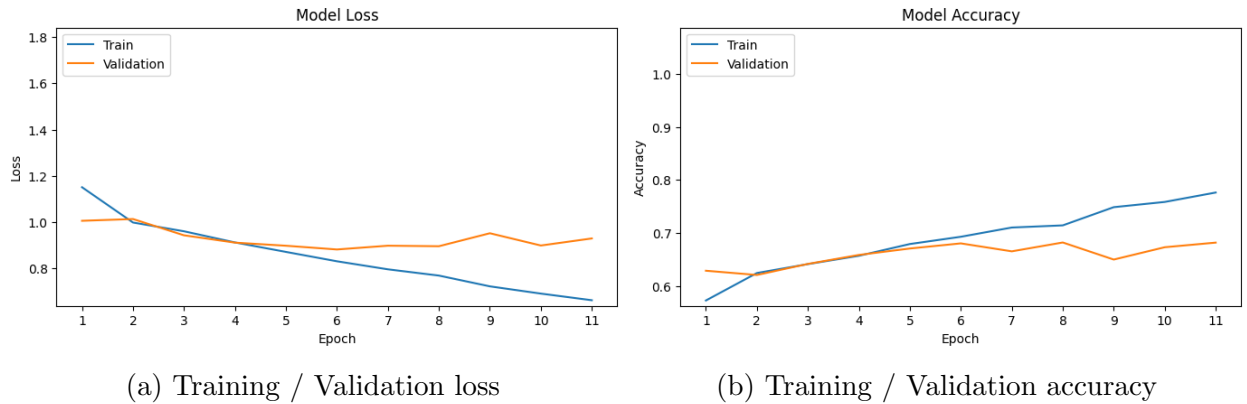 Model Loss
Train
Validation
1.8
1.6
1.4
1.2
1.0
0.8
Loss
1 2 3 4 5 6 7 8 9 10 11
Epoch
(a) Training / Validation loss
Model Accuracy
Train
Validation
1.0
0.9
0.8
0.7
0.6
Accuracy
1 2 3 4 5 6 7 8 9 10 11
Epoch
(b) Training / Validation accuracy